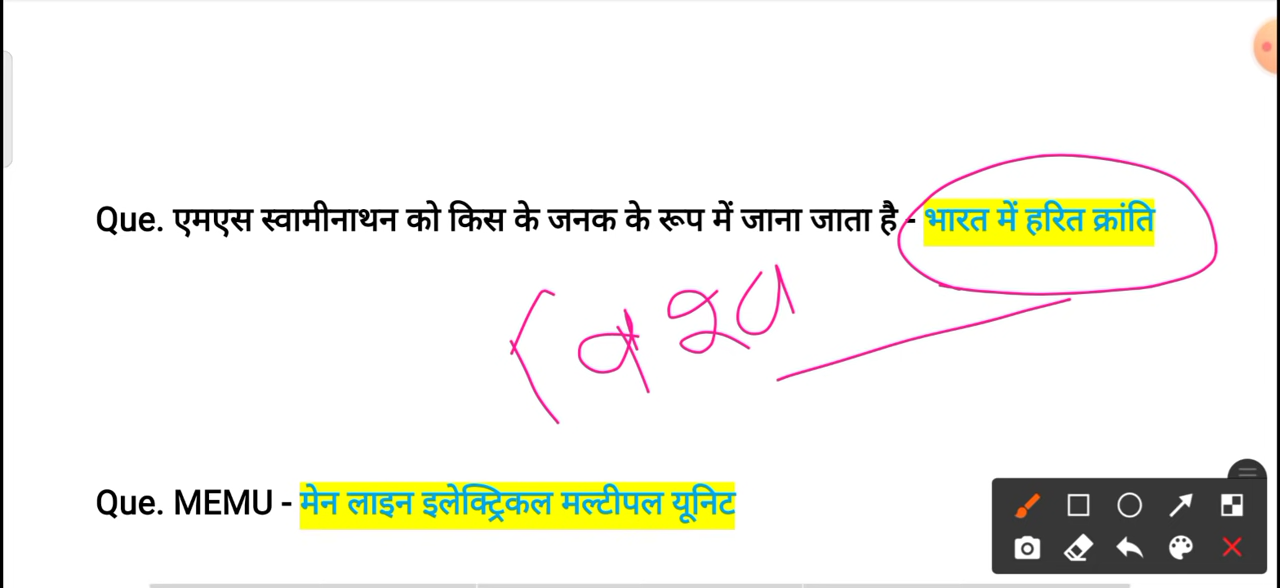 Que. एमएस स्वामीनाथन को किस के जनक के रूप में जाना जाता है - भारत में हरित क्रांति
Que. MEMU - मेन लाइन इलेक्ट्रिकल मल्टीपल यूनिट